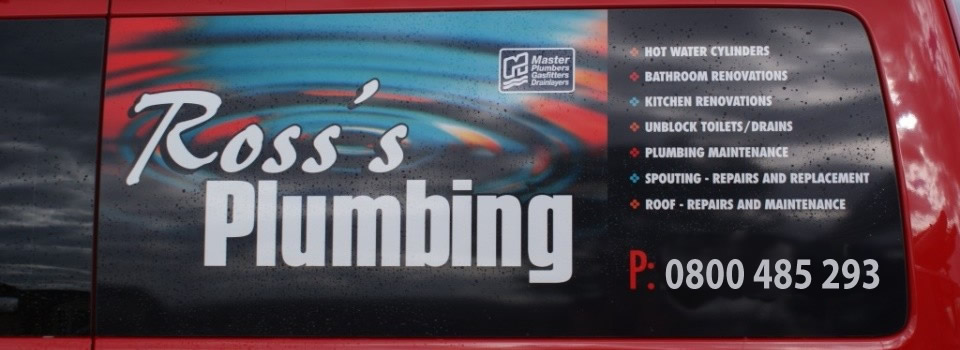 Ross's
Plumbing
Master
Plumbers
Gasfitters
Drainlayers
HOT WATER CYLINDERS
BATHROOM RENOVATIONS
KITCHEN RENOVATIONS
UNBLOCK TOILETS/DRAINS
PLUMBING MAINTENANCE
SPOUTING - REPAIRS AND REPLACEMENT
ROOF - REPAIRS AND MAINTENANCE
P: 0800 485 293